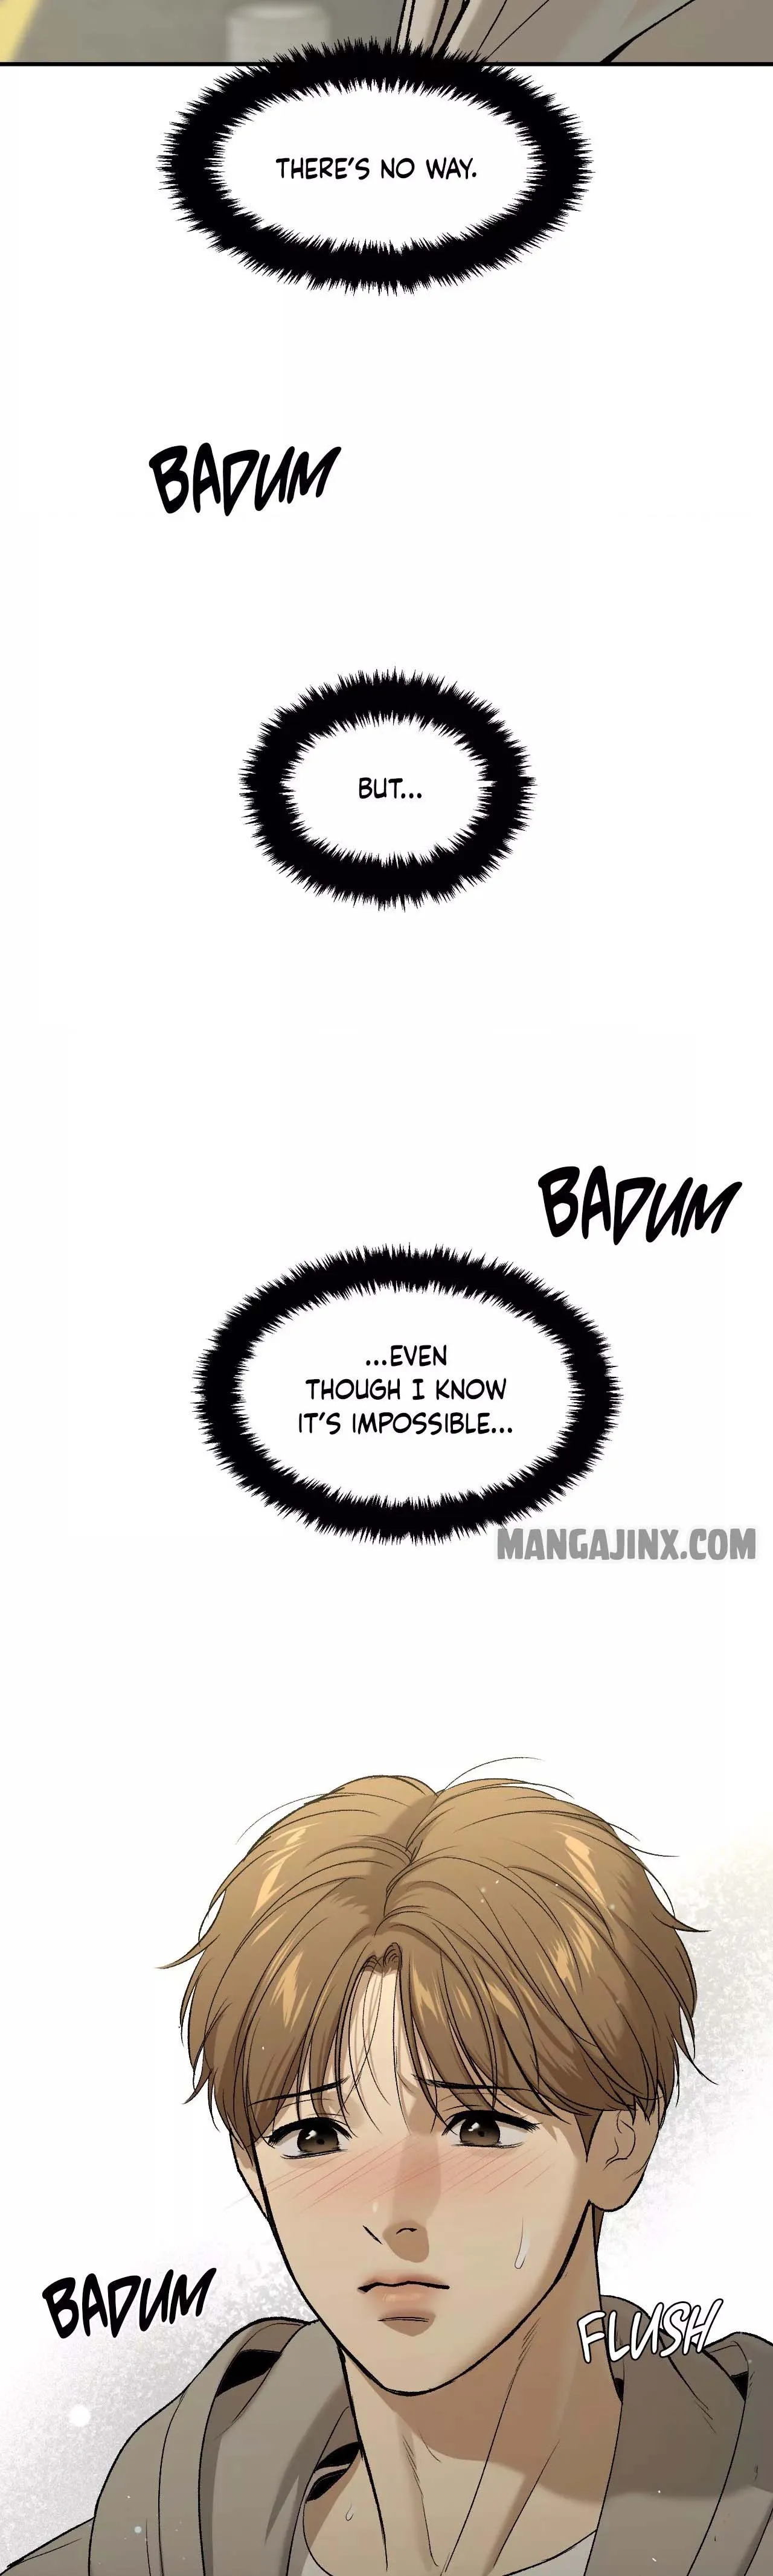 THERE'S NO WAY.
BADUM
BUT...
BADUM
...EVEN
THOUGH I KNOW
IT'S IMPOSSIBLE...
MANGAJINX.COM
BADUM
FLUSH